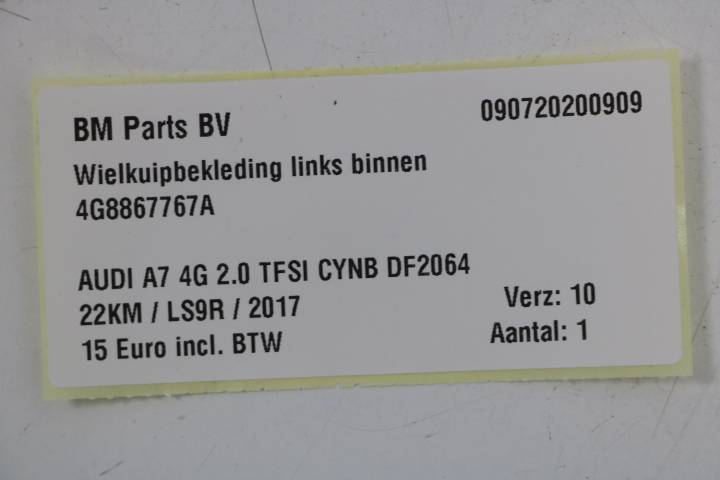 BM Parts BV
090720200909
Wielkuipbekleding links binnen
4G8867767A
AUDI A7 4G 2.0 TFSI CYNB DF2064
22KM / LS9R / 2017
Verz: 10
15 Euro incl. BTW
Aantal: 1